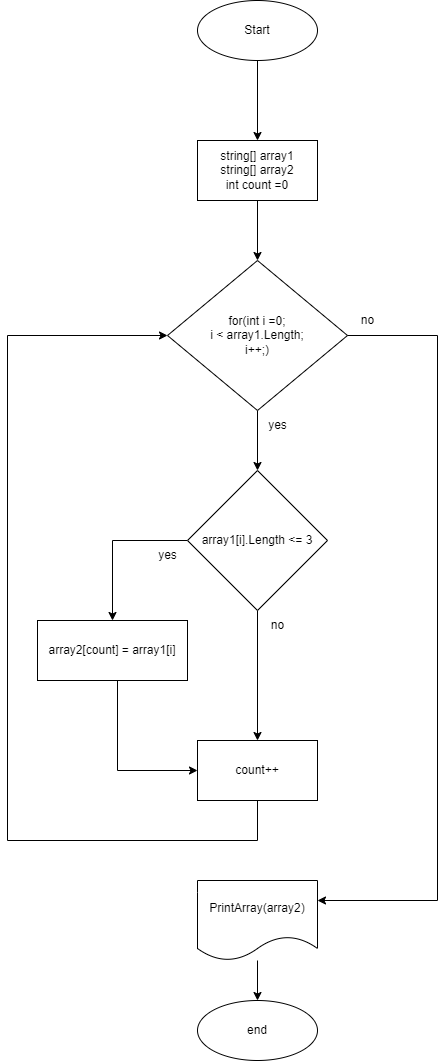 Start
string[] array1
string[] array2
int count =0
for(int i =0;
i < array1.Length;
i++;)
no
yes
array1[i].Length <= 3
yes
no
array2[count] = array1[i]
count++
PrintArray(array2)
end